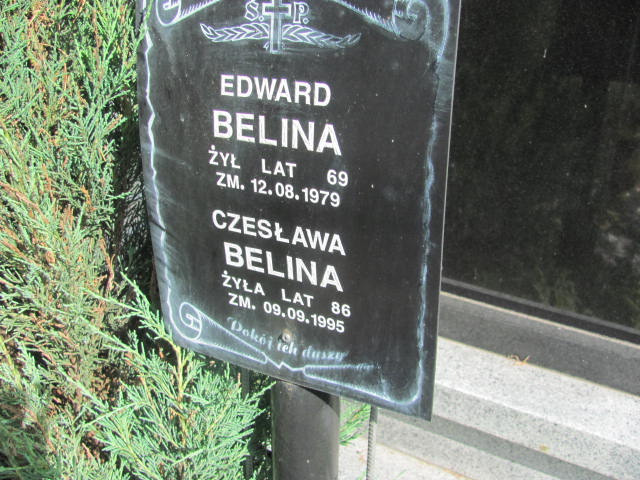 Ś.P.
EDWARD
BELINA
ŻYŁ LAT 69
ZM. 12.08.1979
CZESŁAWA
BELINA
ŻYŁA LAT 86
ZM. 09.09.1995
Pokój ich duszy